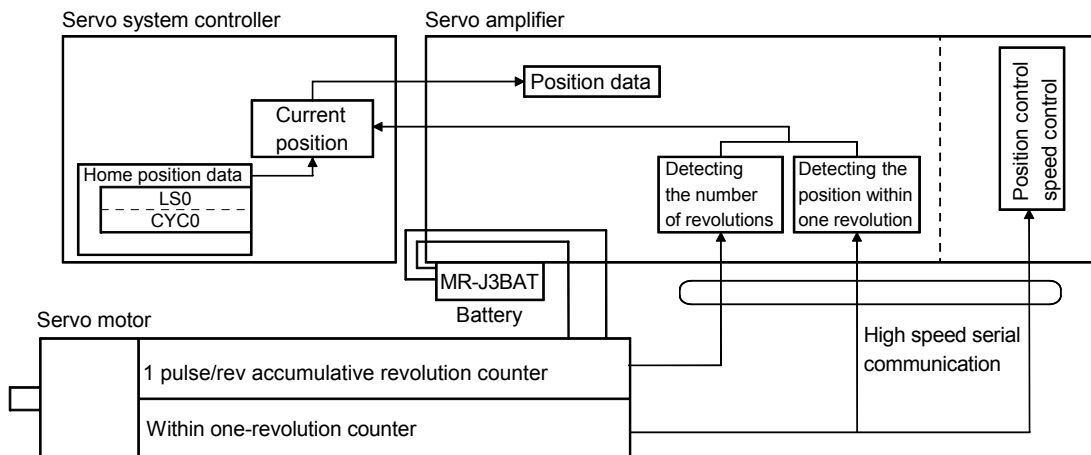 Servo system controller
Servo amplifier
Position data
Current
position
Home position data
LS0
CYC0
Detecting
the number
of revolutions
Detecting the
position within
one revolution
Position control
speed control
MR-J3BAT
Battery
Servo motor
High speed serial
communication
1 pulse/rev accumulative revolution counter
Within one-revolution counter